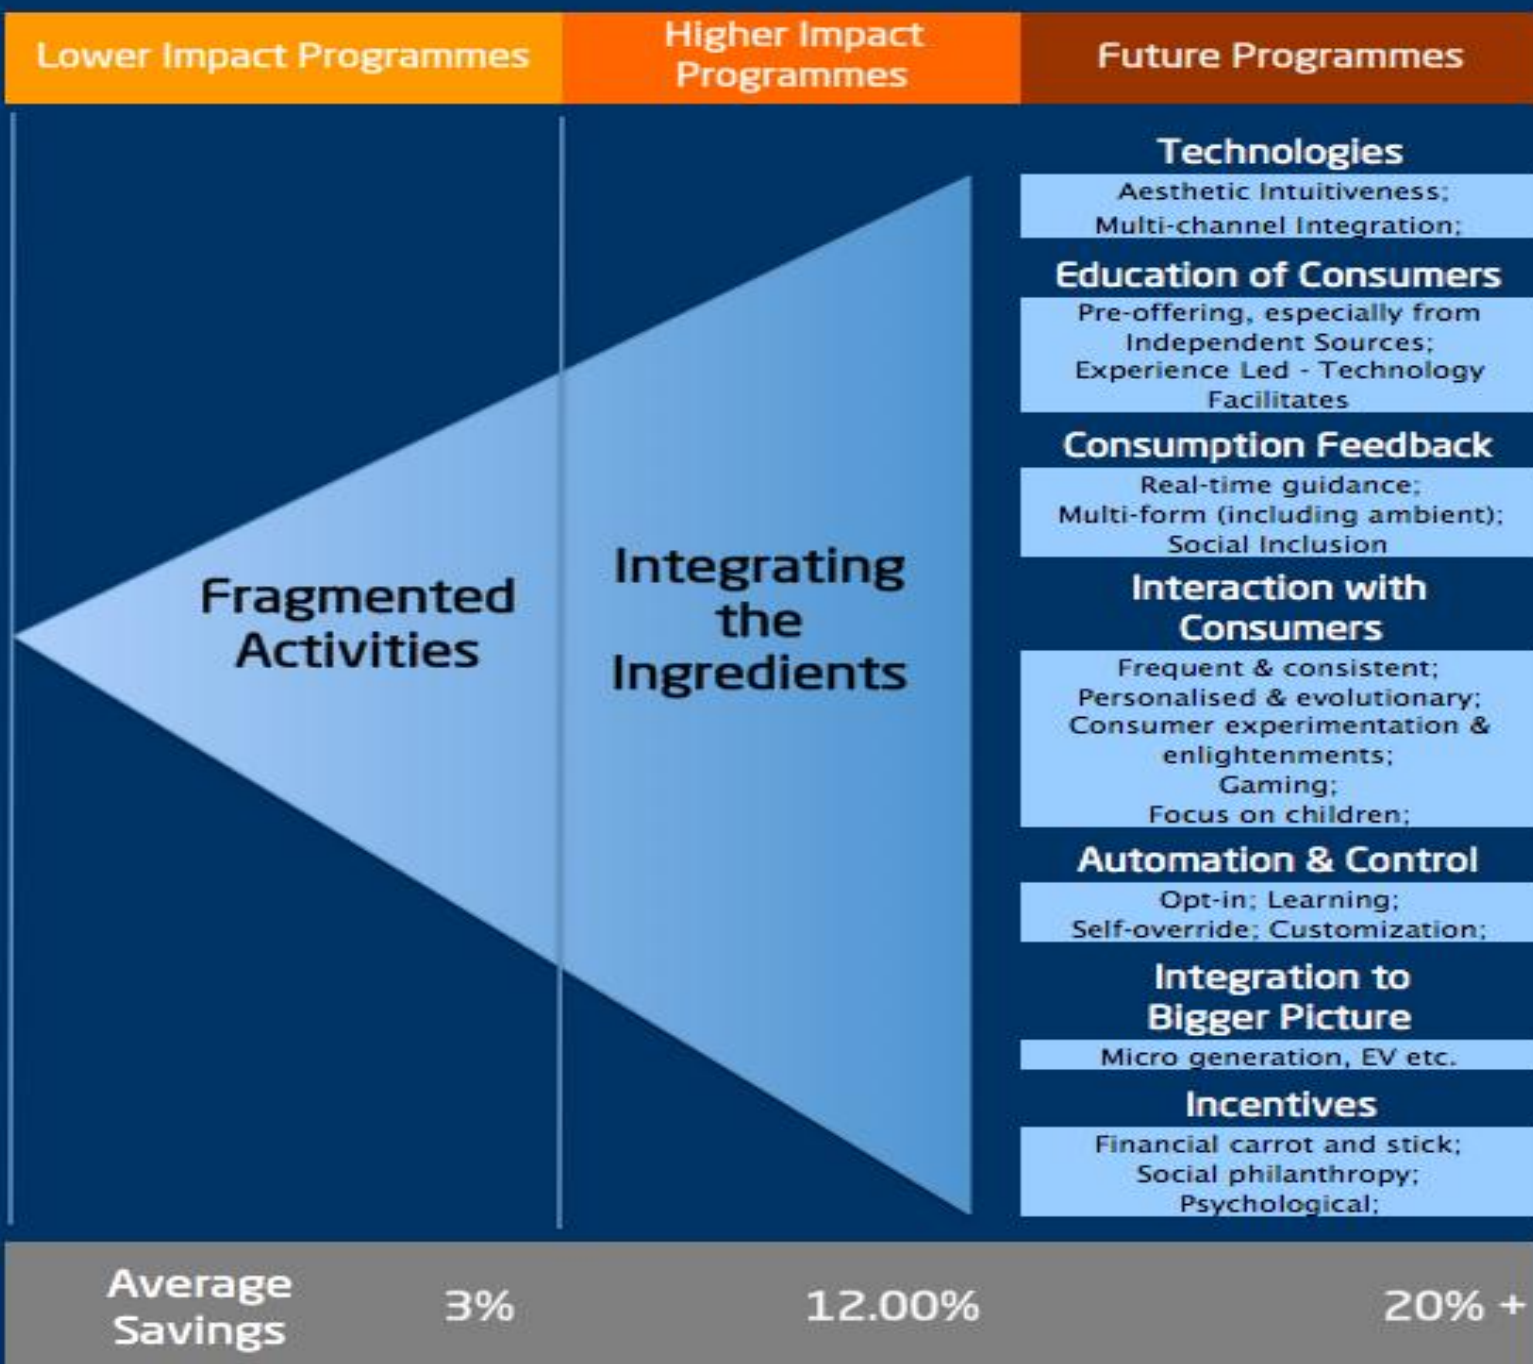 Lower Impact Programmes
Higher Impact
Programmes
Future Programmes
Fragmented
Activities
Integrating
the
Ingredients
Technologies
Aesthetic Intuitiveness;
Multi-channel Integration;
Education of Consumers
Pre-offering, especially from
Independent Sources;
Experience Led - Technology
Facilitates
Consumption Feedback
Real-time guidance;
Multi-form (including ambient);
Social Inclusion
Interaction with
Consumers
Frequent & consistent;
Personalised & evolutionary;
Consumer experimentation &
enlightenments;
Gaming;
Focus on children;
Automation & Control
Opt-in; Learning;
Self-override; Customization;
Integration to
Bigger Picture
Micro generation, EV etc.
Incentives
Financial carrot and stick;
Social philanthropy;
Psychological;
Average
Savings
3%
12.00%
20% +